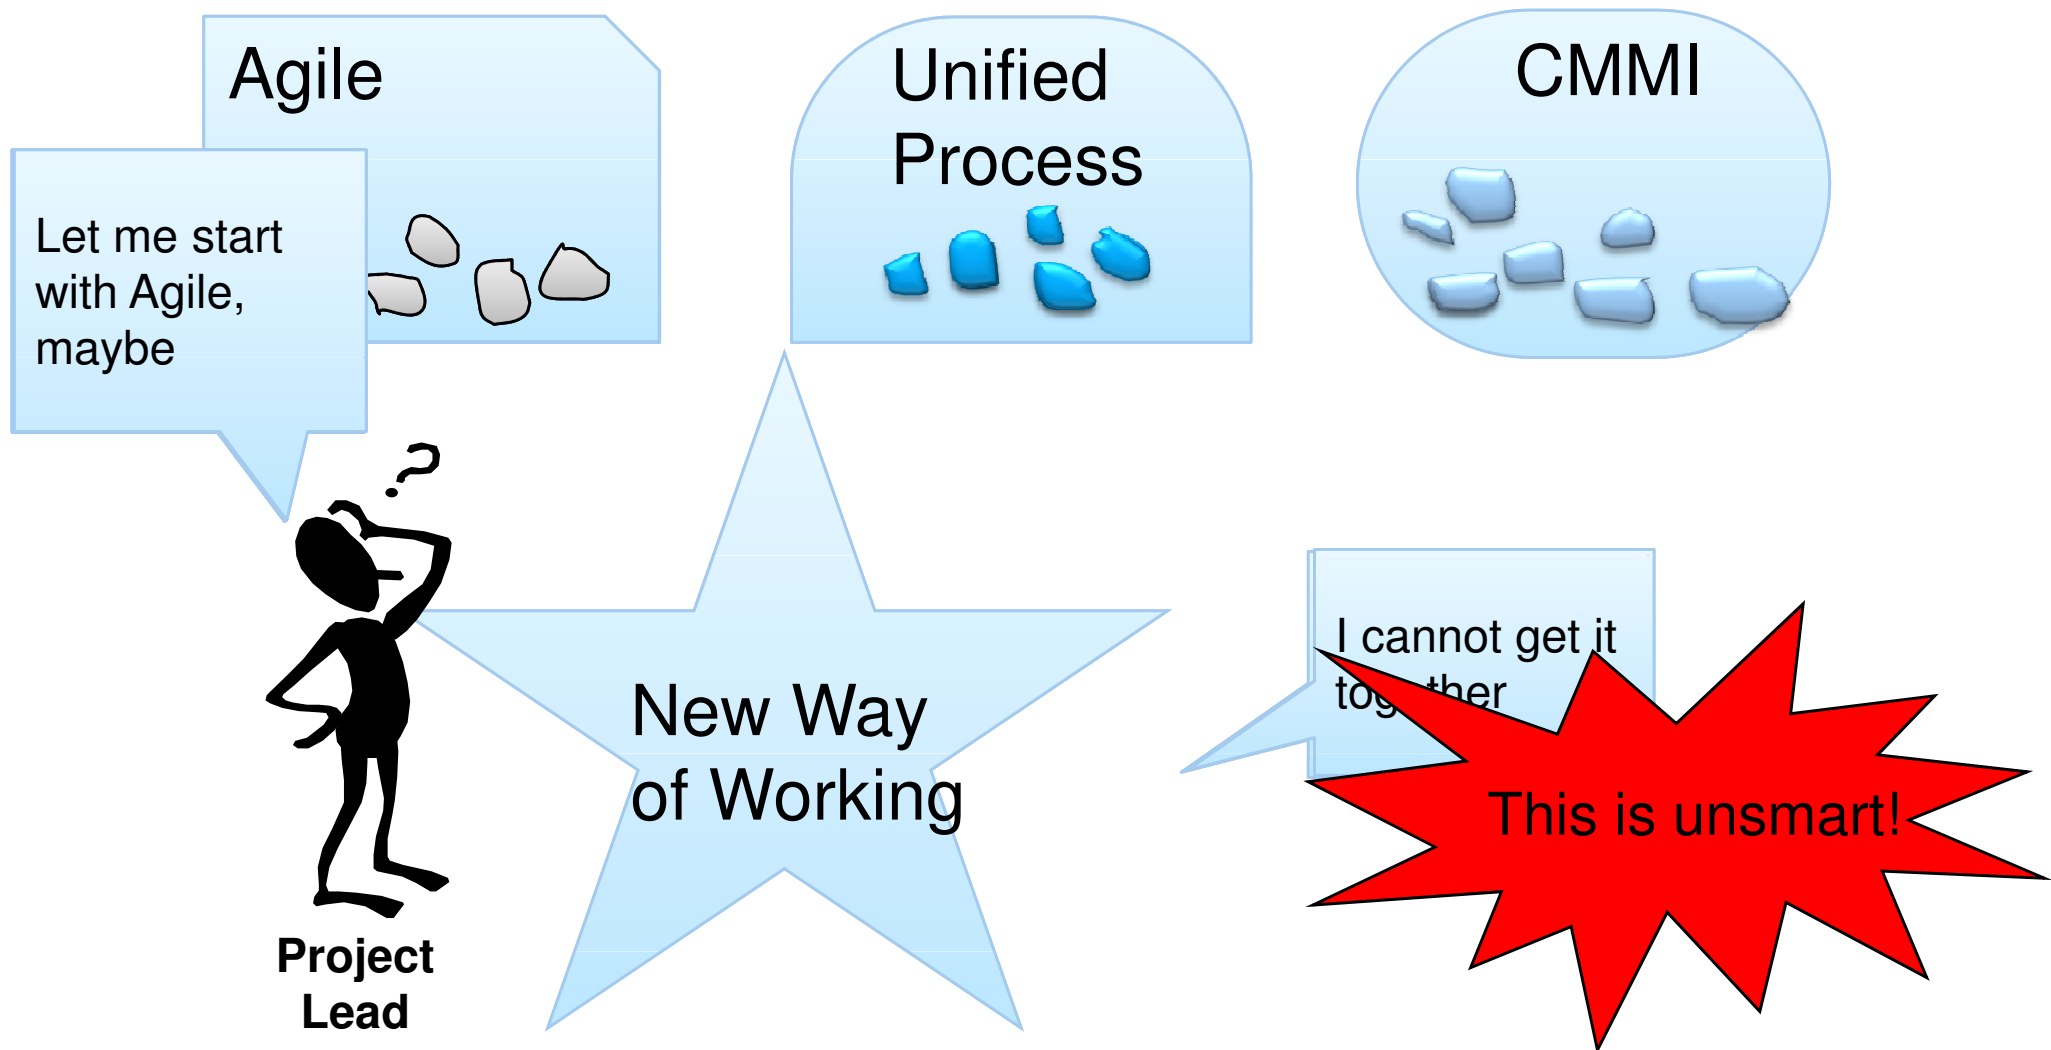 Agile
Unified
Process
CMMI
Let me start
with Agile,
maybe
?
New Way
of Working
I cannot get it
together
This is unsmart!
Project
Lead